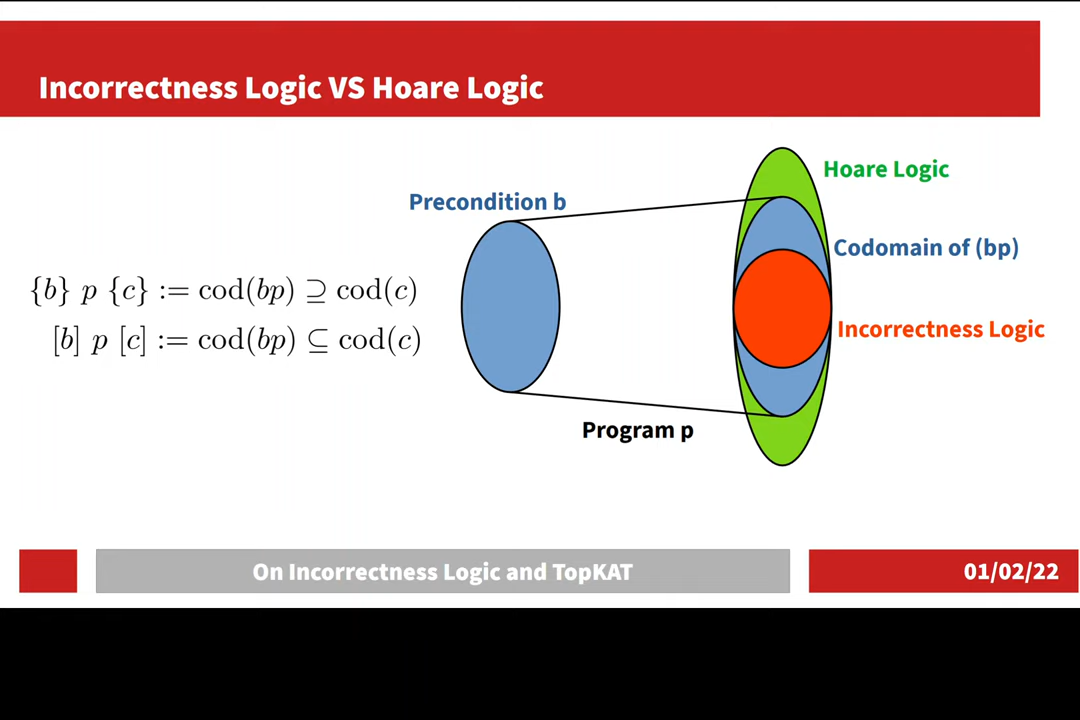 Incorrectness Logic VS Hoare Logic
Hoare Logic
Precondition b
Codomain of (bp)
{b} p {c} := cod(bp) ⊇ cod(c)
[b] p [c] := cod(bp) ⊆ cod(c)
Incorrectness Logic
Program p
On Incorrectness Logic and TopKAT
01/02/22